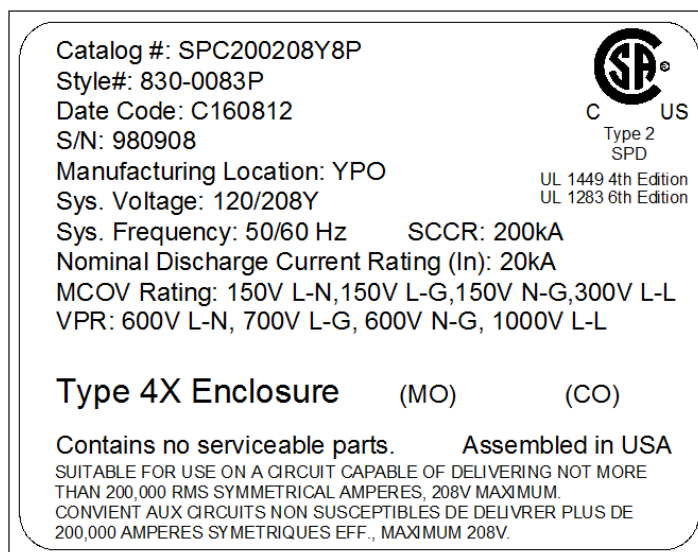 Catalog #: SPC200208Y8P
Style#: 830-0083P
Date Code: C160812
S/N: 980908
Manufacturing Location: YPO
Sys. Voltage: 120/208Y
Sys. Frequency: 50/60 Hz SCCR: 200kA
Nominal Discharge Current Rating (In): 20kA
MCOV Rating: 150V L-N,150V L-G,150V N-G,300V L-L
VPR: 600V L-N, 700V L-G, 600V N-G, 1000V L-L
SA ®
C US
Type 2
SPD
UL 1449 4th Edition
UL 1283 6th Edition
Type 4X Enclosure (MO) (CO)
Contains no serviceable parts. Assembled in USA
SUITABLE FOR USE ON A CIRCUIT CAPABLE OF DELIVERING NOT MORE
THAN 200,000 RMS SYMMETRICAL AMPERES, 208V MAXIMUM.
CONVIENT AUX CIRCUITS NON SUSCEPTIBLES DE DELIVRER PLUS DE
200,000 AMPERES SYMETRIQUES EFF., MAXIMUM 208V.